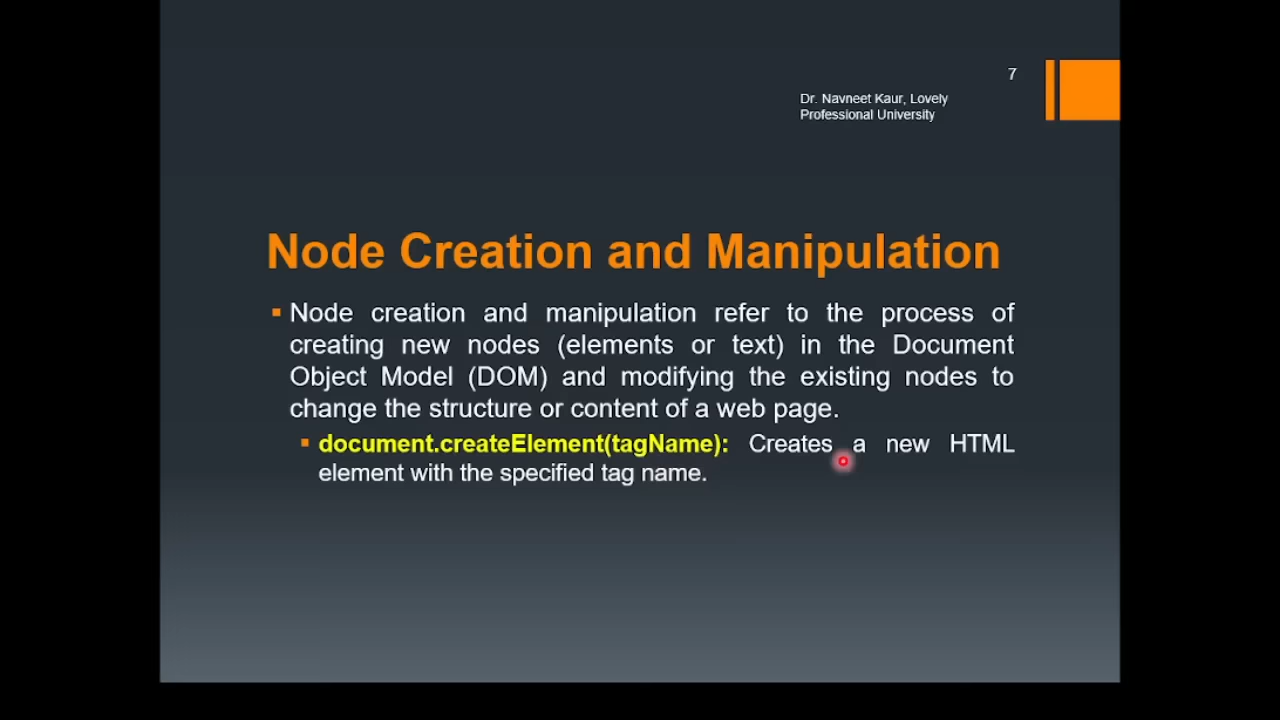 7
Dr. Navneet Kaur, Lovely
Professional University
Node Creation and Manipulation
Node creation and manipulation refer to the process of
creating new nodes (elements or text) in the Document
Object Model (DOM) and modifying the existing nodes to
change the structure or content of a web page.
document.createElement(tagName): Creates a new HTML
element with the specified tag name.